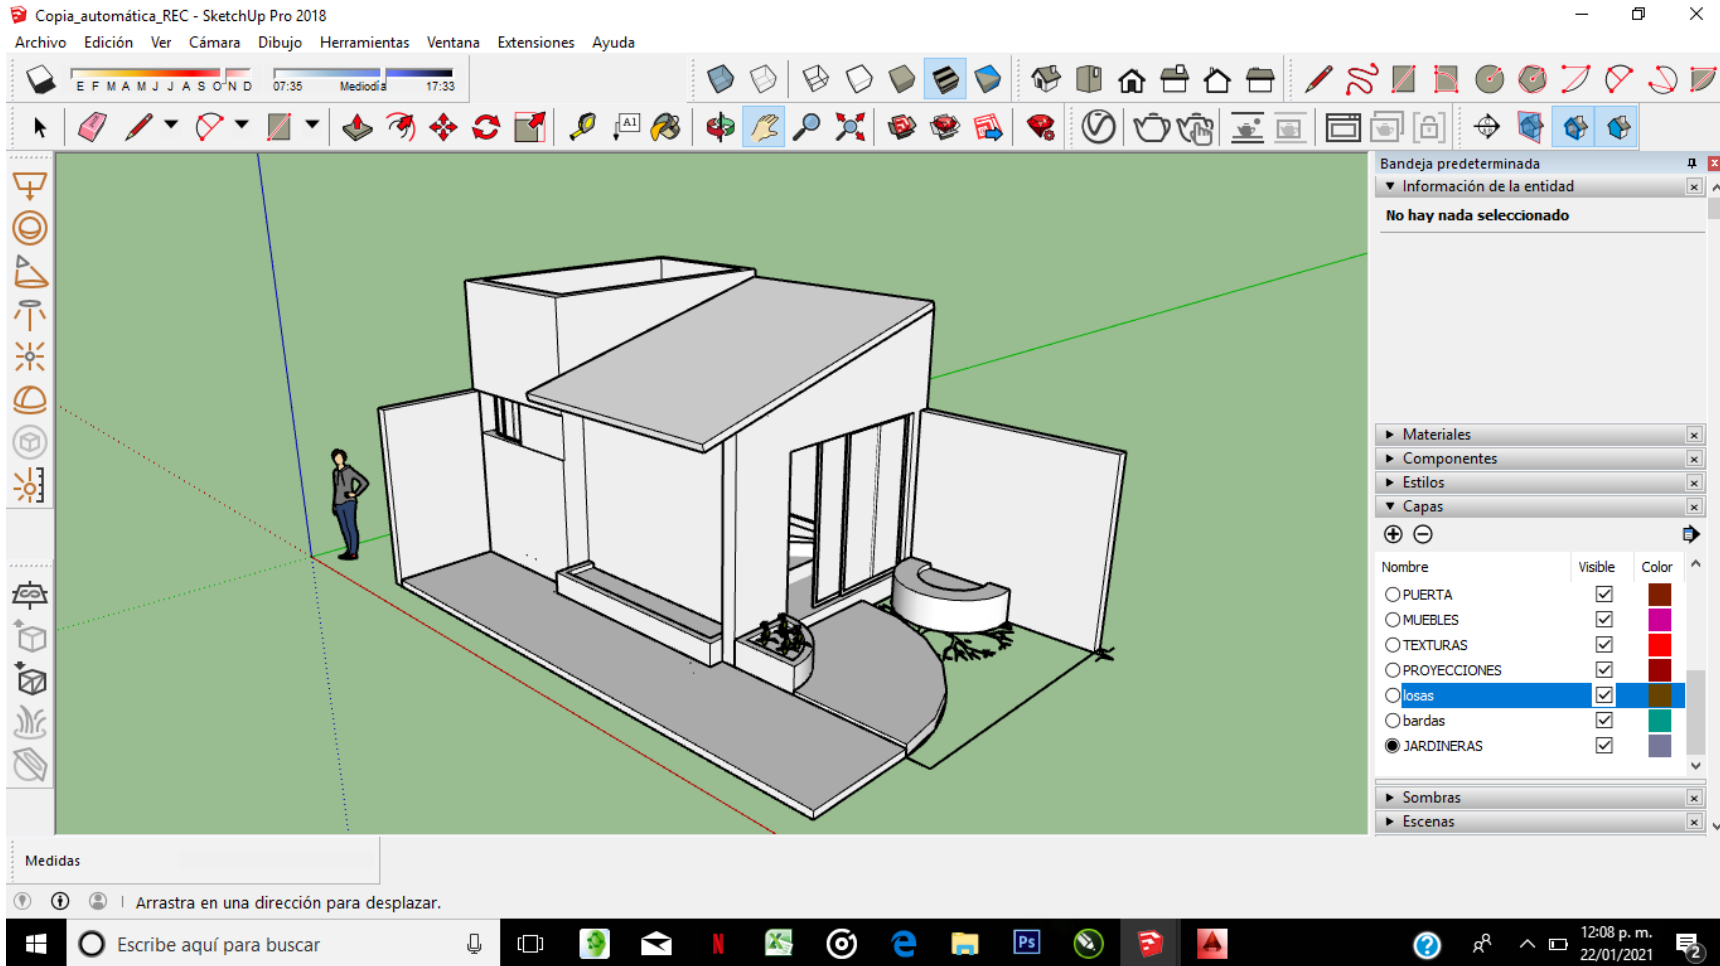 Copia_automática_REC - SketchUp Pro 2018
Archivo Edición Ver Cámara Dibujo Herramientas Ventana Extensiones Ayuda
E F M A M J J A S O N D 07:35 Mediodía 17:33
A1
Bandeja predeterminada
Información de la entidad
No hay nada seleccionado
Materiales
Componentes
Estilos
Capas
Nombre Visible Color
PUERTA
MUEBLES
TEXTURAS
PROYECCIONES
losas
bardas
JARDINERAS
Sombras
Escenas
Medidas
Arrastra en una dirección para desplazar.
Escribe aquí para buscar
N
Ps
12:08 p. m.
22/01/2021
2